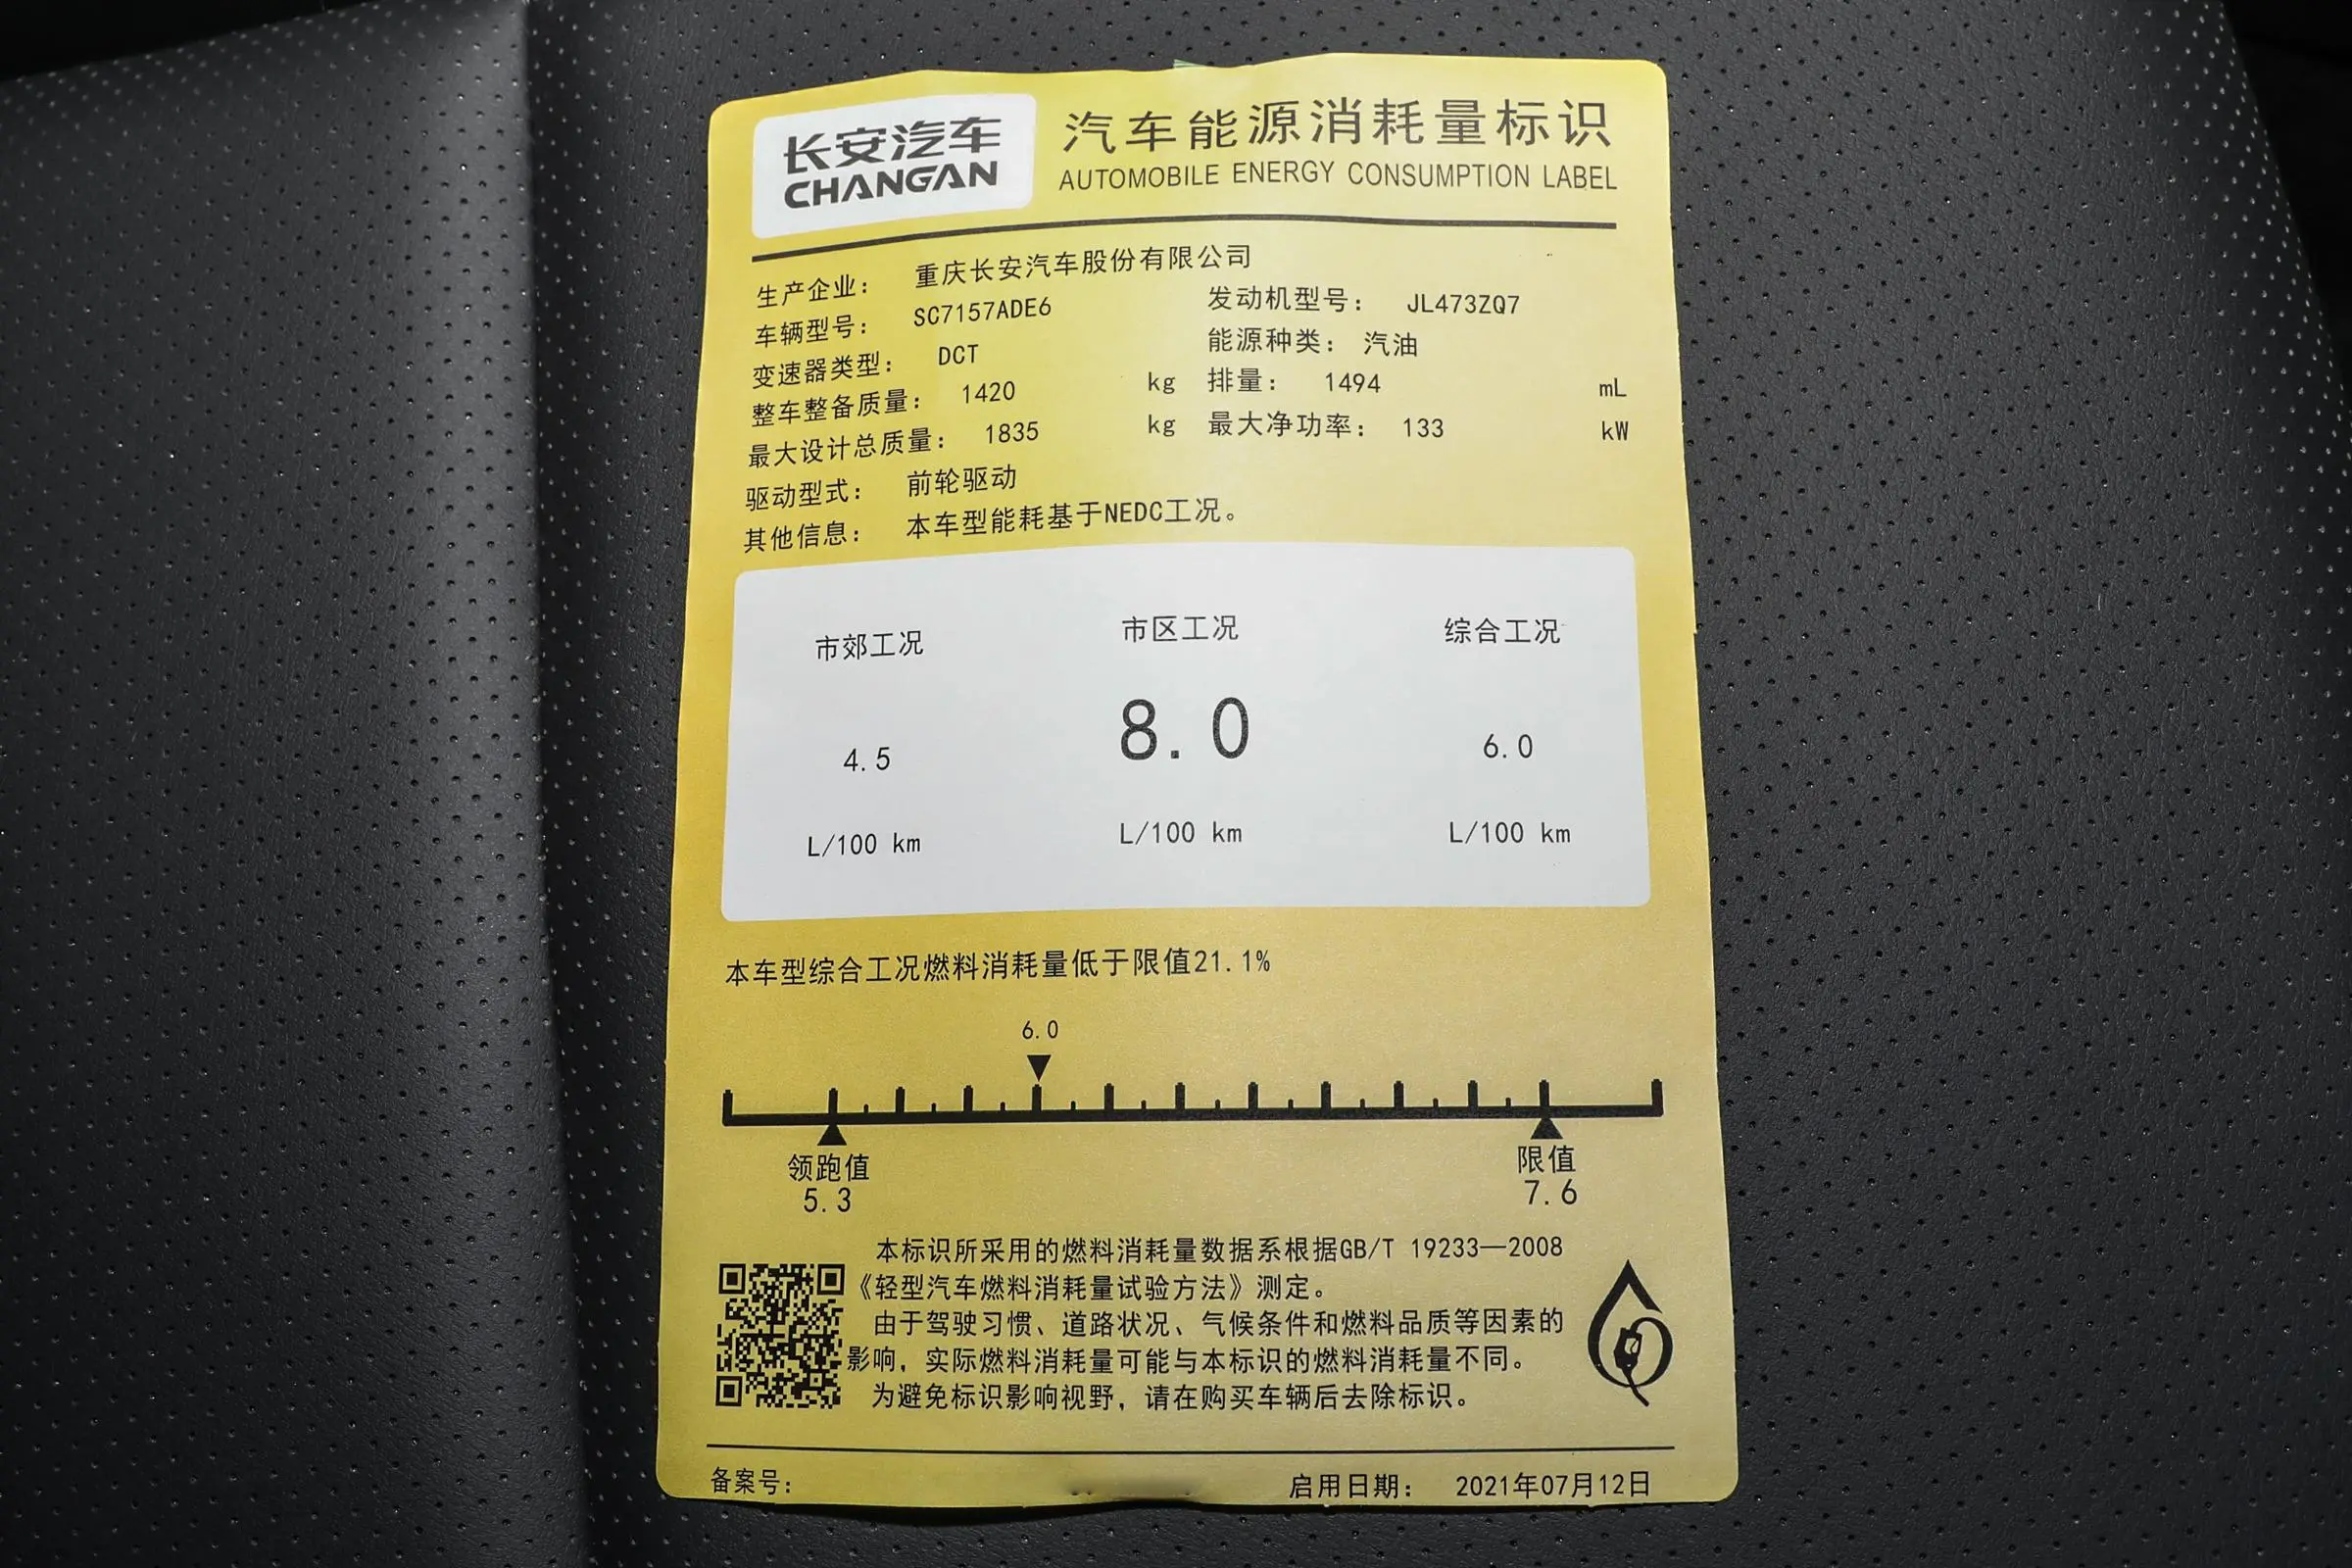 长安汽车
CHANGAN
汽车能源消耗量标识
AUTOMOBILE ENERGY CONSUMPTION LABEL
生产企业： 重庆长安汽车股份有限公司
车辆型号： SC7157ADE6 发动机型号： JL473ZQ7
变速器类型： DCT 能源种类： 汽油
整车整备质量： 1420 kg 排量： 1494 mL
最大设计总质量： 1835 kg 最大净功率： 133 kW
驱动型式： 前轮驱动
其他信息： 本车型能耗基于NEDC工况。
市郊工况 市区工况 综合工况
4.5 8.0 6.0
L/100 km L/100 km L/100 km
本车型综合工况燃料消耗量低于限值21.1%
6.0
领跑值 限值
5.3 7.6
本标识所采用的燃料消耗量数据系根据GB/T 19233—2008
《轻型汽车燃料消耗量试验方法》测定。
由于驾驶习惯、道路状况、气候条件和燃料品质等因素的
影响，实际燃料消耗量可能与本标识的燃料消耗量不同。
为避免标识影响视野，请在购买车辆后去除标识。
备案号： 启用日期： 2021年07月12日